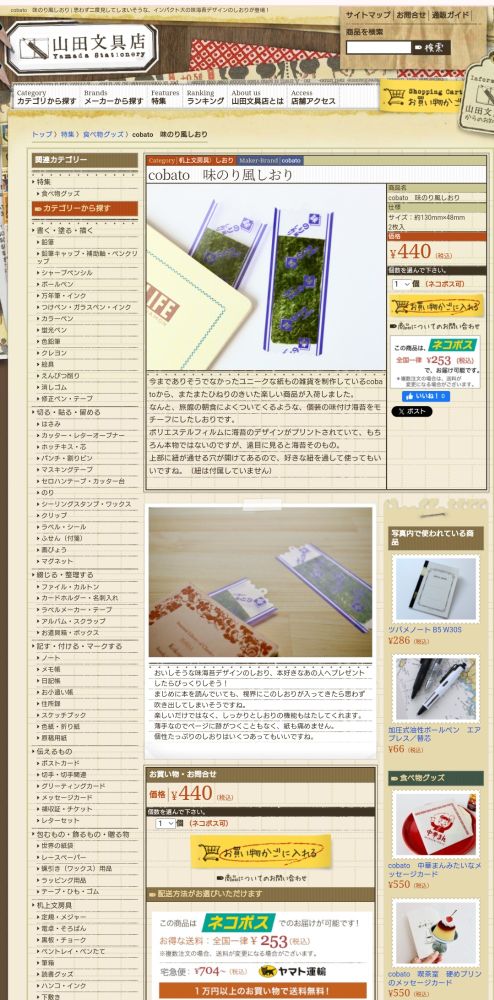 cobato　味のり風しおり | 思わず二度見してしまいそうな、インパクト大の味海苔デザインのしおりが登場！
サイトマップ | お問合せ | 通販ガイド
商品を検索
検索
山田文具店
Yamada Stationery
Category
カテゴリから探す
Brands
メーカーから探す
Features
特集
Ranking
ランキング
About us
山田文具店とは
Access
店舗アクセス
Shopping Cart
お買い物かご
トップ 〉 特集 〉 食べ物グッズ 〉 cobato　味のり風しおり
関連カテゴリー
特集
食べ物グッズ
カテゴリーから探す
書く・塗る・描く
鉛筆
鉛筆キャップ・補助軸・ペンクリップ
シャープペンシル
ボールペン
万年筆・インク
つけペン・ガラスペン・インク
カラーペン
蛍光ペン
色鉛筆
クレヨン
絵具
えんぴつ削り
消しゴム
修正ペン・テープ
切る・貼る・留める
はさみ
カッター・レターオープナー
ホッチキス・芯
パンチ・割りピン
マスキングテープ
セロハンテープ・カッター台
のり
シーリングスタンプ・ワックス
クリップ
ラベル・シール
ふせん（付箋）
画びょう
マグネット
綴じる・整理する
ファイル・カルトン
カードホルダー・名刺入れ
ラベルメーカー・テープ
アルバム・スクラップ
お道具箱・ボックス
記す・付ける・マークする
ノート
メモ帳
日記帳
お小遣い帳
住所録
スケッチブック
色紙・折り紙
原稿用紙
伝えるもの
ポストカード
切手・切手関連
グリーティングカード
メッセージカード
領収証・チケット
レターセット
包むもの・飾るもの・贈る物
世界の紙袋
レースペーパー
蝋引き（ワックス）用品
ラッピング用品
テープ・ひも・ゴム
机上文房具
定規・メジャー
電卓・そろばん
黒板・チョーク
ペントレイ・ペンたて
筆箱
読書グッズ
ハンコ・インク
下敷き
Category | 机上文房具〉しおり | Maker-Brand | cobato
cobato　味のり風しおり
LIFE
商品名
cobato　味のり風しおり
仕様
サイズ：約130mm×48mm
2枚入
価格
¥440（税込）
個数を選んで下さい。
1 個　（ネコポス可）
お買い物かごに入れる
商品についてのお問い合わせ
この商品は、ネコポス
全国一律 ¥253（税込）
で、お届け可能です。
＊複数注文の場合は、送料が
変更になる場合がございます。
いいね！ 0
X ポスト
今までありそうでなかったユニークな紙もの雑貨を制作しているcobatoから、またまたひねりのきいた楽しい商品が入荷しました。
なんと、旅館の朝食によくついてくるような、個装の味付け海苔をモチーフにしたしおりです。
ポリエステルフィルムに海苔のデザインがプリントされていて、もちろん本物ではないのですが、遠目に見ると海苔そのもの。
上部に紐が通せる穴が開けてあるので、好きな紐を通して使ってもいいですね。（紐は付属していません）
おいしそうな味海苔デザインのしおり、本好きなあの人へプレゼントしたらびっくりしそう！
まじめに本を読んでいても、視界にこのしおりが入ってきたら思わず吹き出してしまいそうですね。
楽しいだけではなく、しっかりとしおりの機能もはたしてくれます。
薄手なのでページに跡がつくこともなく、紙も痛めません。
個性たっぷりのしおりはいくつあってもいいですね。
お買い物・お問合せ
価格 ¥440（税込）
個数を選んで下さい。
1 個　（ネコポス可）
お買い物かごに入れる
商品についてのお問い合わせ
配送方法がお選びいただけます
この商品は ネコポス でのお届けが可能です！
お得な送料：全国一律 ¥253（税込）
※複数注文の場合、送料が変更になる場合がございます。
宅急便：¥704〜（税込） ヤマト運輸
1万円以上のお買い物で送料無料！
写真内で使われている商品
ツバメノート B5 W30S
¥286（税込）
加圧式油性ボールペン　エアプレス／替芯
¥66（税込）
食べ物グッズ
cobato　中華まんみたいなメッセージカード
¥550（税込）
cobato　喫茶室　硬めプリンのメッセージカード
¥550（税込）